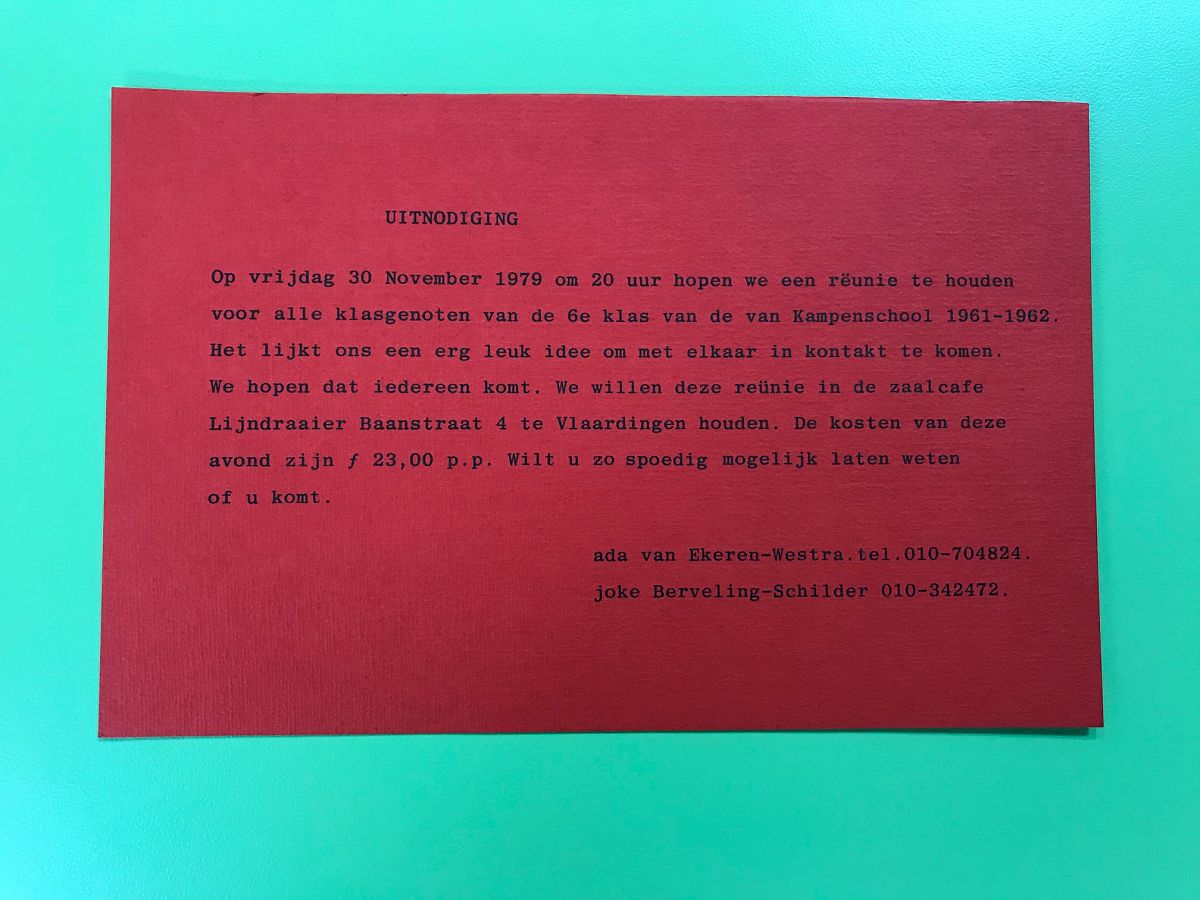 UITNODIGING
Op vrijdag 30 November 1979 om 20 uur hopen we een rëunie te houden
voor alle klasgenoten van de 6e klas van de van Kampenschool 1961-1962.
Het lijkt ons een erg leuk idee om met elkaar in kontakt te komen.
We hopen dat iedereen komt. We willen deze reünie in de zaalcafe
Lijndraaier Baanstraat 4 te Vlaardingen houden. De kosten van deze
avond zijn ƒ 23,00 p.p. Wilt u zo spoedig mogelijk laten weten
of u komt.
ada van Ekeren-Westra.tel.010-704824.
joke Berveling-Schilder 010-342472.